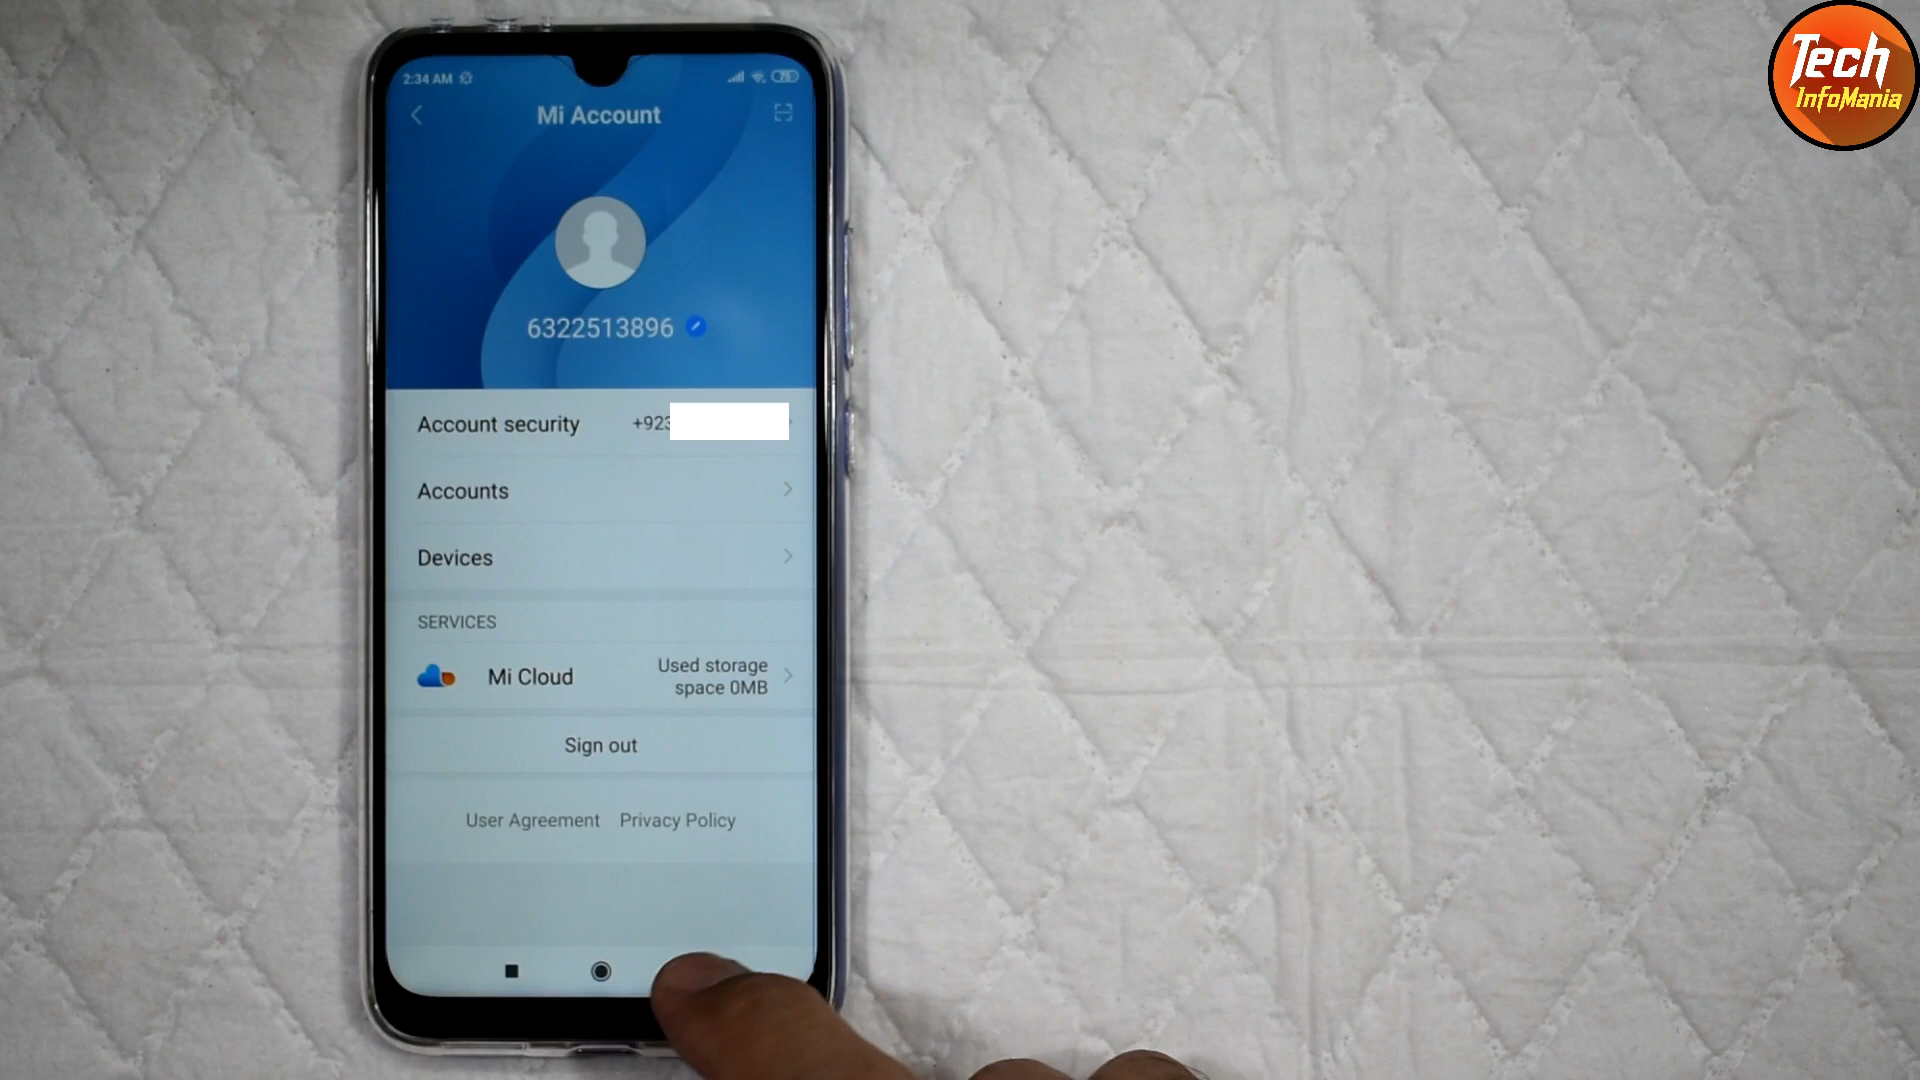 Tech
InfoMania
2:34 AM
75
Mi Account
6322513896
Account security +923
Accounts
Devices
SERVICES
Mi Cloud
Used storage
space 0MB
Sign out
User Agreement Privacy Policy